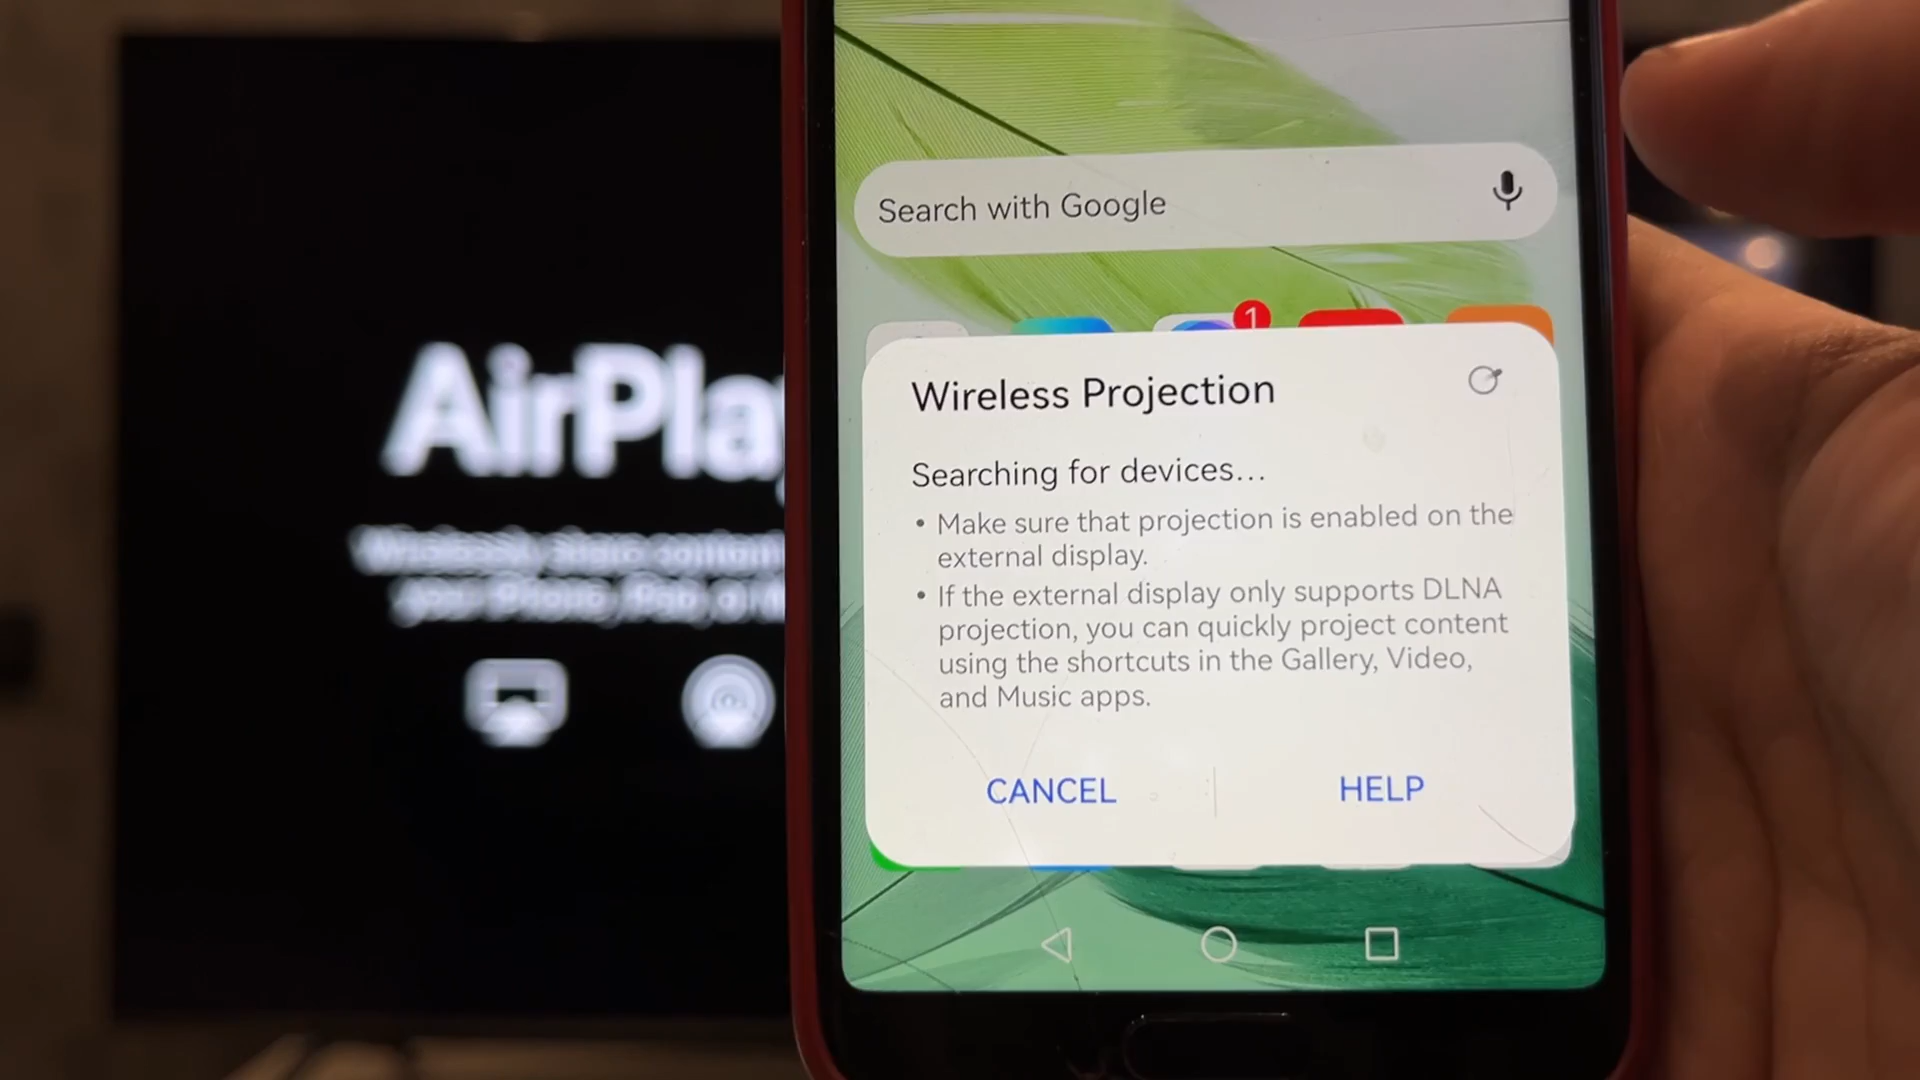 AirPla
Search with Google
1
Wireless Projection
Searching for devices...
• Make sure that projection is enabled on the
external display.
• If the external display only supports DLNA
projection, you can quickly project content
using the shortcuts in the Gallery, Video,
and Music apps.
CANCEL
HELP